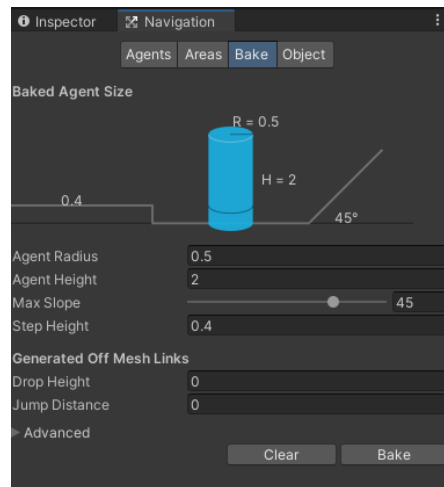 Inspector Navigation
Agents Areas Bake Object
Baked Agent Size
R = 0.5
H = 2
0.4
45°
Agent Radius 0.5
Agent Height 2
Max Slope 45
Step Height 0.4
Generated Off Mesh Links
Drop Height 0
Jump Distance 0
Advanced
Clear Bake